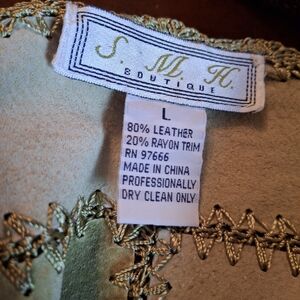 S. M. H.
BOUTIQUE
L
80% LEATHER
20% RAYON TRIM
RN 97666
MADE IN CHINA
PROFESSIONALLY
DRY CLEAN ONLY